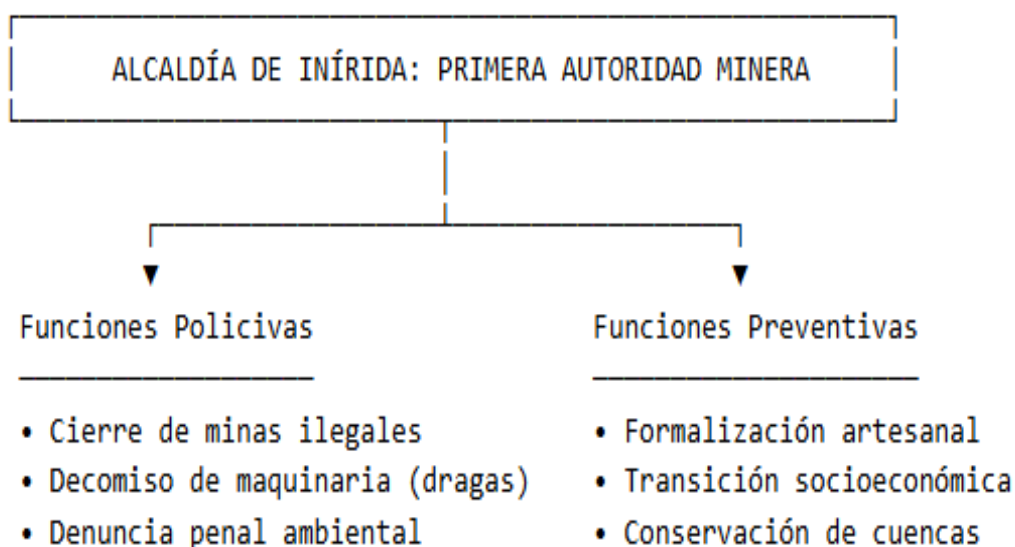 ALCALDÍA DE INÍRIDA: PRIMERA AUTORIDAD MINERA
Funciones Policivas
• Cierre de minas ilegales
• Decomiso de maquinaria (dragas)
• Denuncia penal ambiental
Funciones Preventivas
• Formalización artesanal
• Transición socioeconómica
• Conservación de cuencas